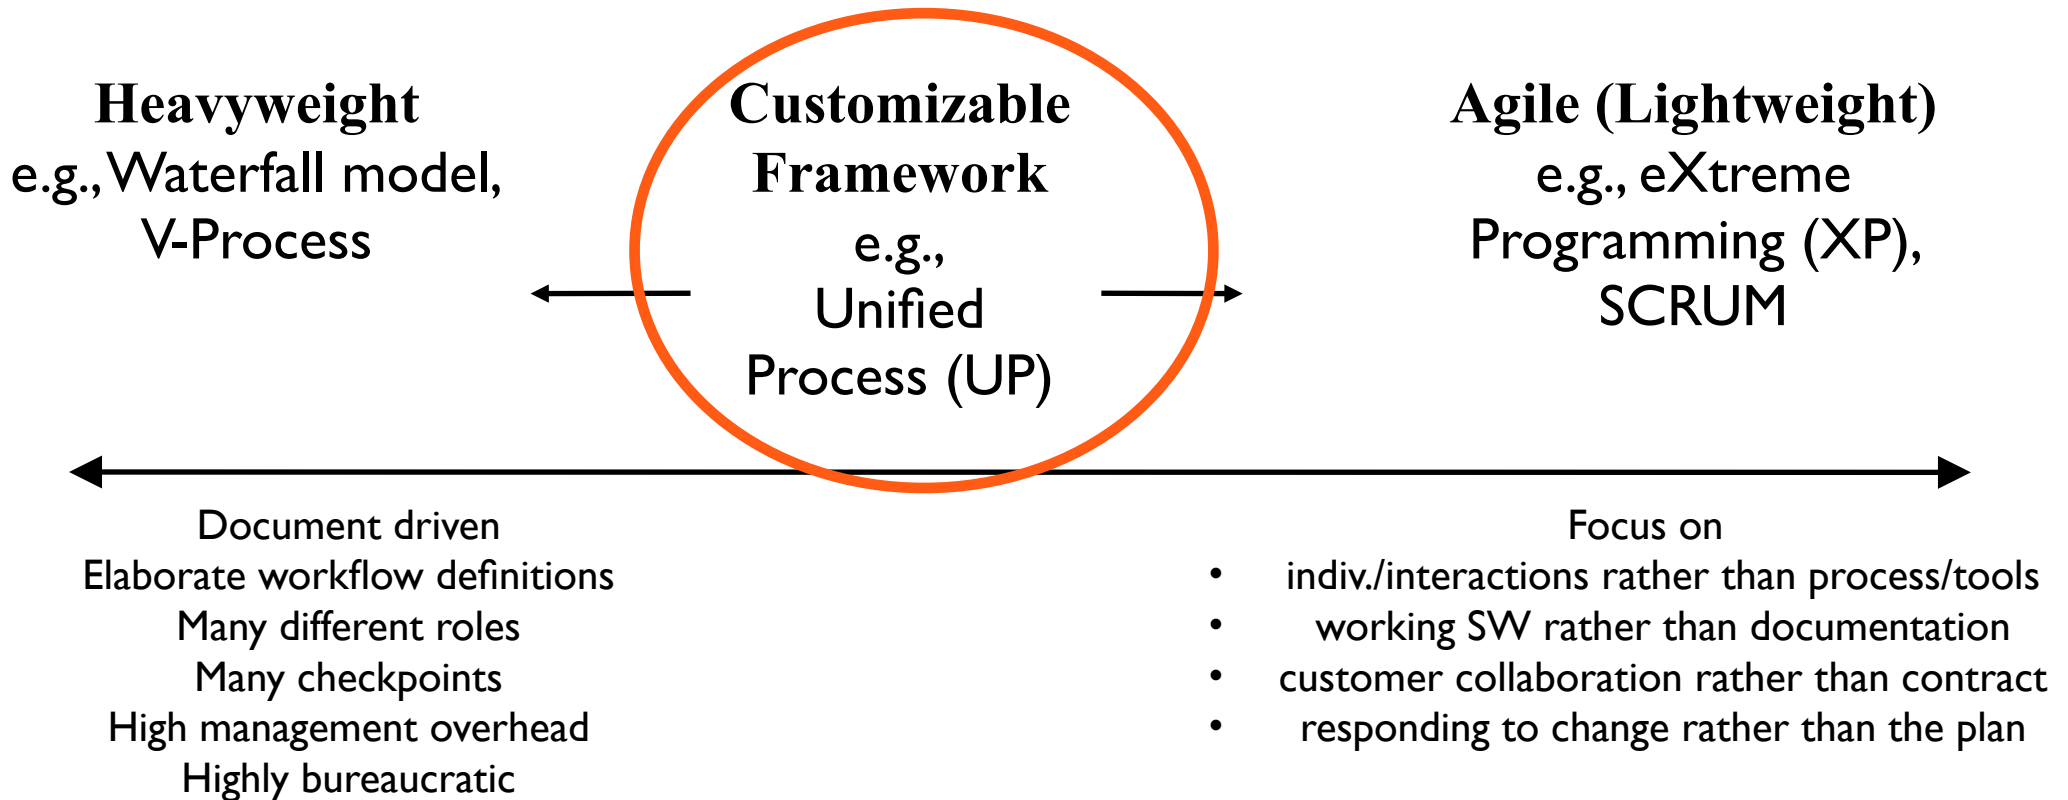 Heavyweight
e.g., Waterfall model,
V-Process
Customizable
Framework
e.g.,
Unified
Process (UP)
Agile (Lightweight)
e.g., eXtreme
Programming (XP),
SCRUM
Document driven
Elaborate workflow definitions
Many different roles
Many checkpoints
High management overhead
Highly bureaucratic
Focus on
• indiv./interactions rather than process/tools
• working SW rather than documentation
• customer collaboration rather than contract
• responding to change rather than the plan